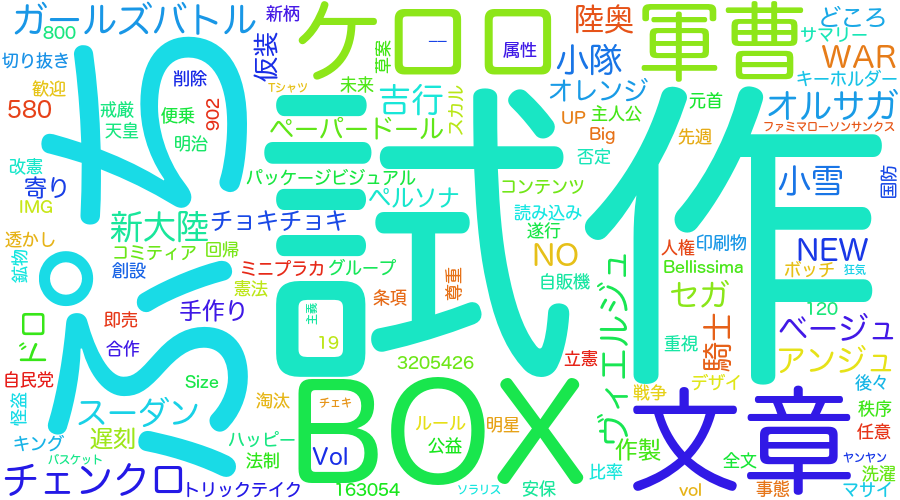 ガールズバトル
新柄
ケロロ
軍曹
陸奥
どころ
800
仮装
草案
一一
属性
小隊
サマリー
WAR
切り抜き
歓迎
削除
Tシャツ
未来
吉行
スカル
オレンジ
キーホルダー
580
戒厳
便乗
902
ペーパードール
UP
主人公
元首
オルサガ
天皇
明治
Big
先週
ファミマローソンサンクス
改憲
寄り
パッケージビジュアル
試作
否定
小雪
国防
IMG
ペルソナ
コンテンツ
新大陸
チョキチョキ
読み込み
遂行
透かし
コミティア
回帰
NO
人権
印刷物
NEW
鉱物
創設
ミニプラカ
グループ
尊重
自販機
Bellissima
ボッチ
狂気
憲法
条項
セガ
手作り
主義
120
ヴィエルジュ
即売
19
重視
騎士
ベージュ
合作
3205426
立憲
アンジュ
自民党
Size
BOX
戦争
デザイ
後々
怪盗
スーダン
淘汰
チェキ
ルール
明星
文章
秩序
キング
遅刻
ハッピー
公益
作製
任意
バスケット
法制
Vol
全文
ヤンヤン
チェンクロ
トリックテイク
163054
ソラリス
安保
比率
vol
事態
洗濯
マサイ